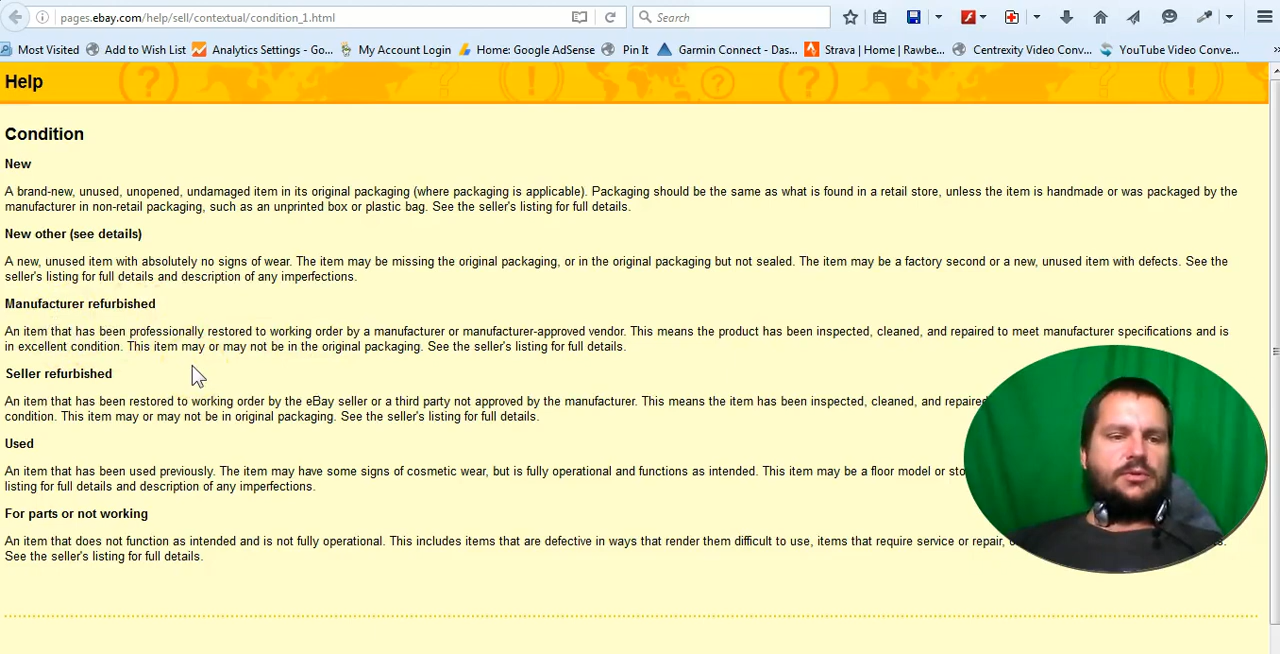 pages.ebay.com/help/sell/contextual/condition_1.html
Search
Most Visited
Add to Wish List
Analytics Settings - Go...
My Account Login
Home: Google AdSense
Pin It
Garmin Connect - Das...
Strava | Home | Rawbe...
Centrexity Video Conv...
YouTube Video Conve...
Help
Condition
New
A brand-new, unused, unopened, undamaged item in its original packaging (where packaging is applicable). Packaging should be the same as what is found in a retail store, unless the item is handmade or was packaged by the
manufacturer in non-retail packaging, such as an unprinted box or plastic bag. See the seller's listing for full details.
New other (see details)
A new, unused item with absolutely no signs of wear. The item may be missing the original packaging, or in the original packaging but not sealed. The item may be a factory second or a new, unused item with defects. See the
seller's listing for full details and description of any imperfections.
Manufacturer refurbished
An item that has been professionally restored to working order by a manufacturer or manufacturer-approved vendor. This means the product has been inspected, cleaned, and repaired to meet manufacturer specifications and is
in excellent condition. This item may or may not be in the original packaging. See the seller's listing for full details.
Seller refurbished
An item that has been restored to working order by the eBay seller or a third party not approved by the manufacturer. This means the item has been inspected, cleaned, and repaired
condition. This item may or may not be in original packaging. See the seller's listing for full details.
Used
An item that has been used previously. The item may have some signs of cosmetic wear, but is fully operational and functions as intended. This item may be a floor model or
listing for full details and description of any imperfections.
For parts or not working
An item that does not function as intended and is not fully operational. This includes items that are defective in ways that render them difficult to use, items that require service or repair,
See the seller's listing for full details.